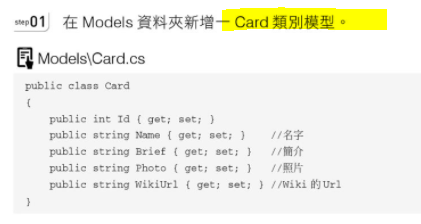 step01 在 Models 資料夾新增一 Card 類別模型。
Models\Card.cs
public class Card
{
public int Id { get; set; }
public string Name { get; set; } //名字
public string Brief { get; set; } //簡介
public string Photo { get; set; } //照片
public string WikiUrl { get; set; } //Wiki 的 Url
}